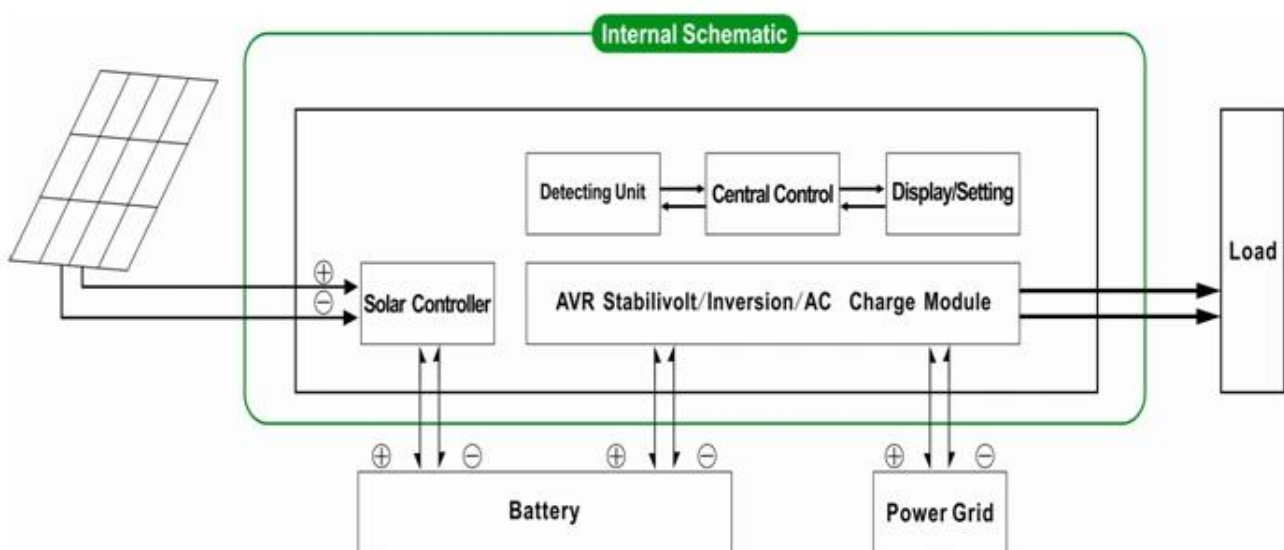 Internal Schematic
Detecting Unit
Central Control
Display/Setting
Load
⊕
⊖
Solar Controller
AVR Stabilivolt/Inversion/AC Charge Module
⊕ ⊖ ⊕ ⊖ ⊕ ⊖
Battery
Power Grid